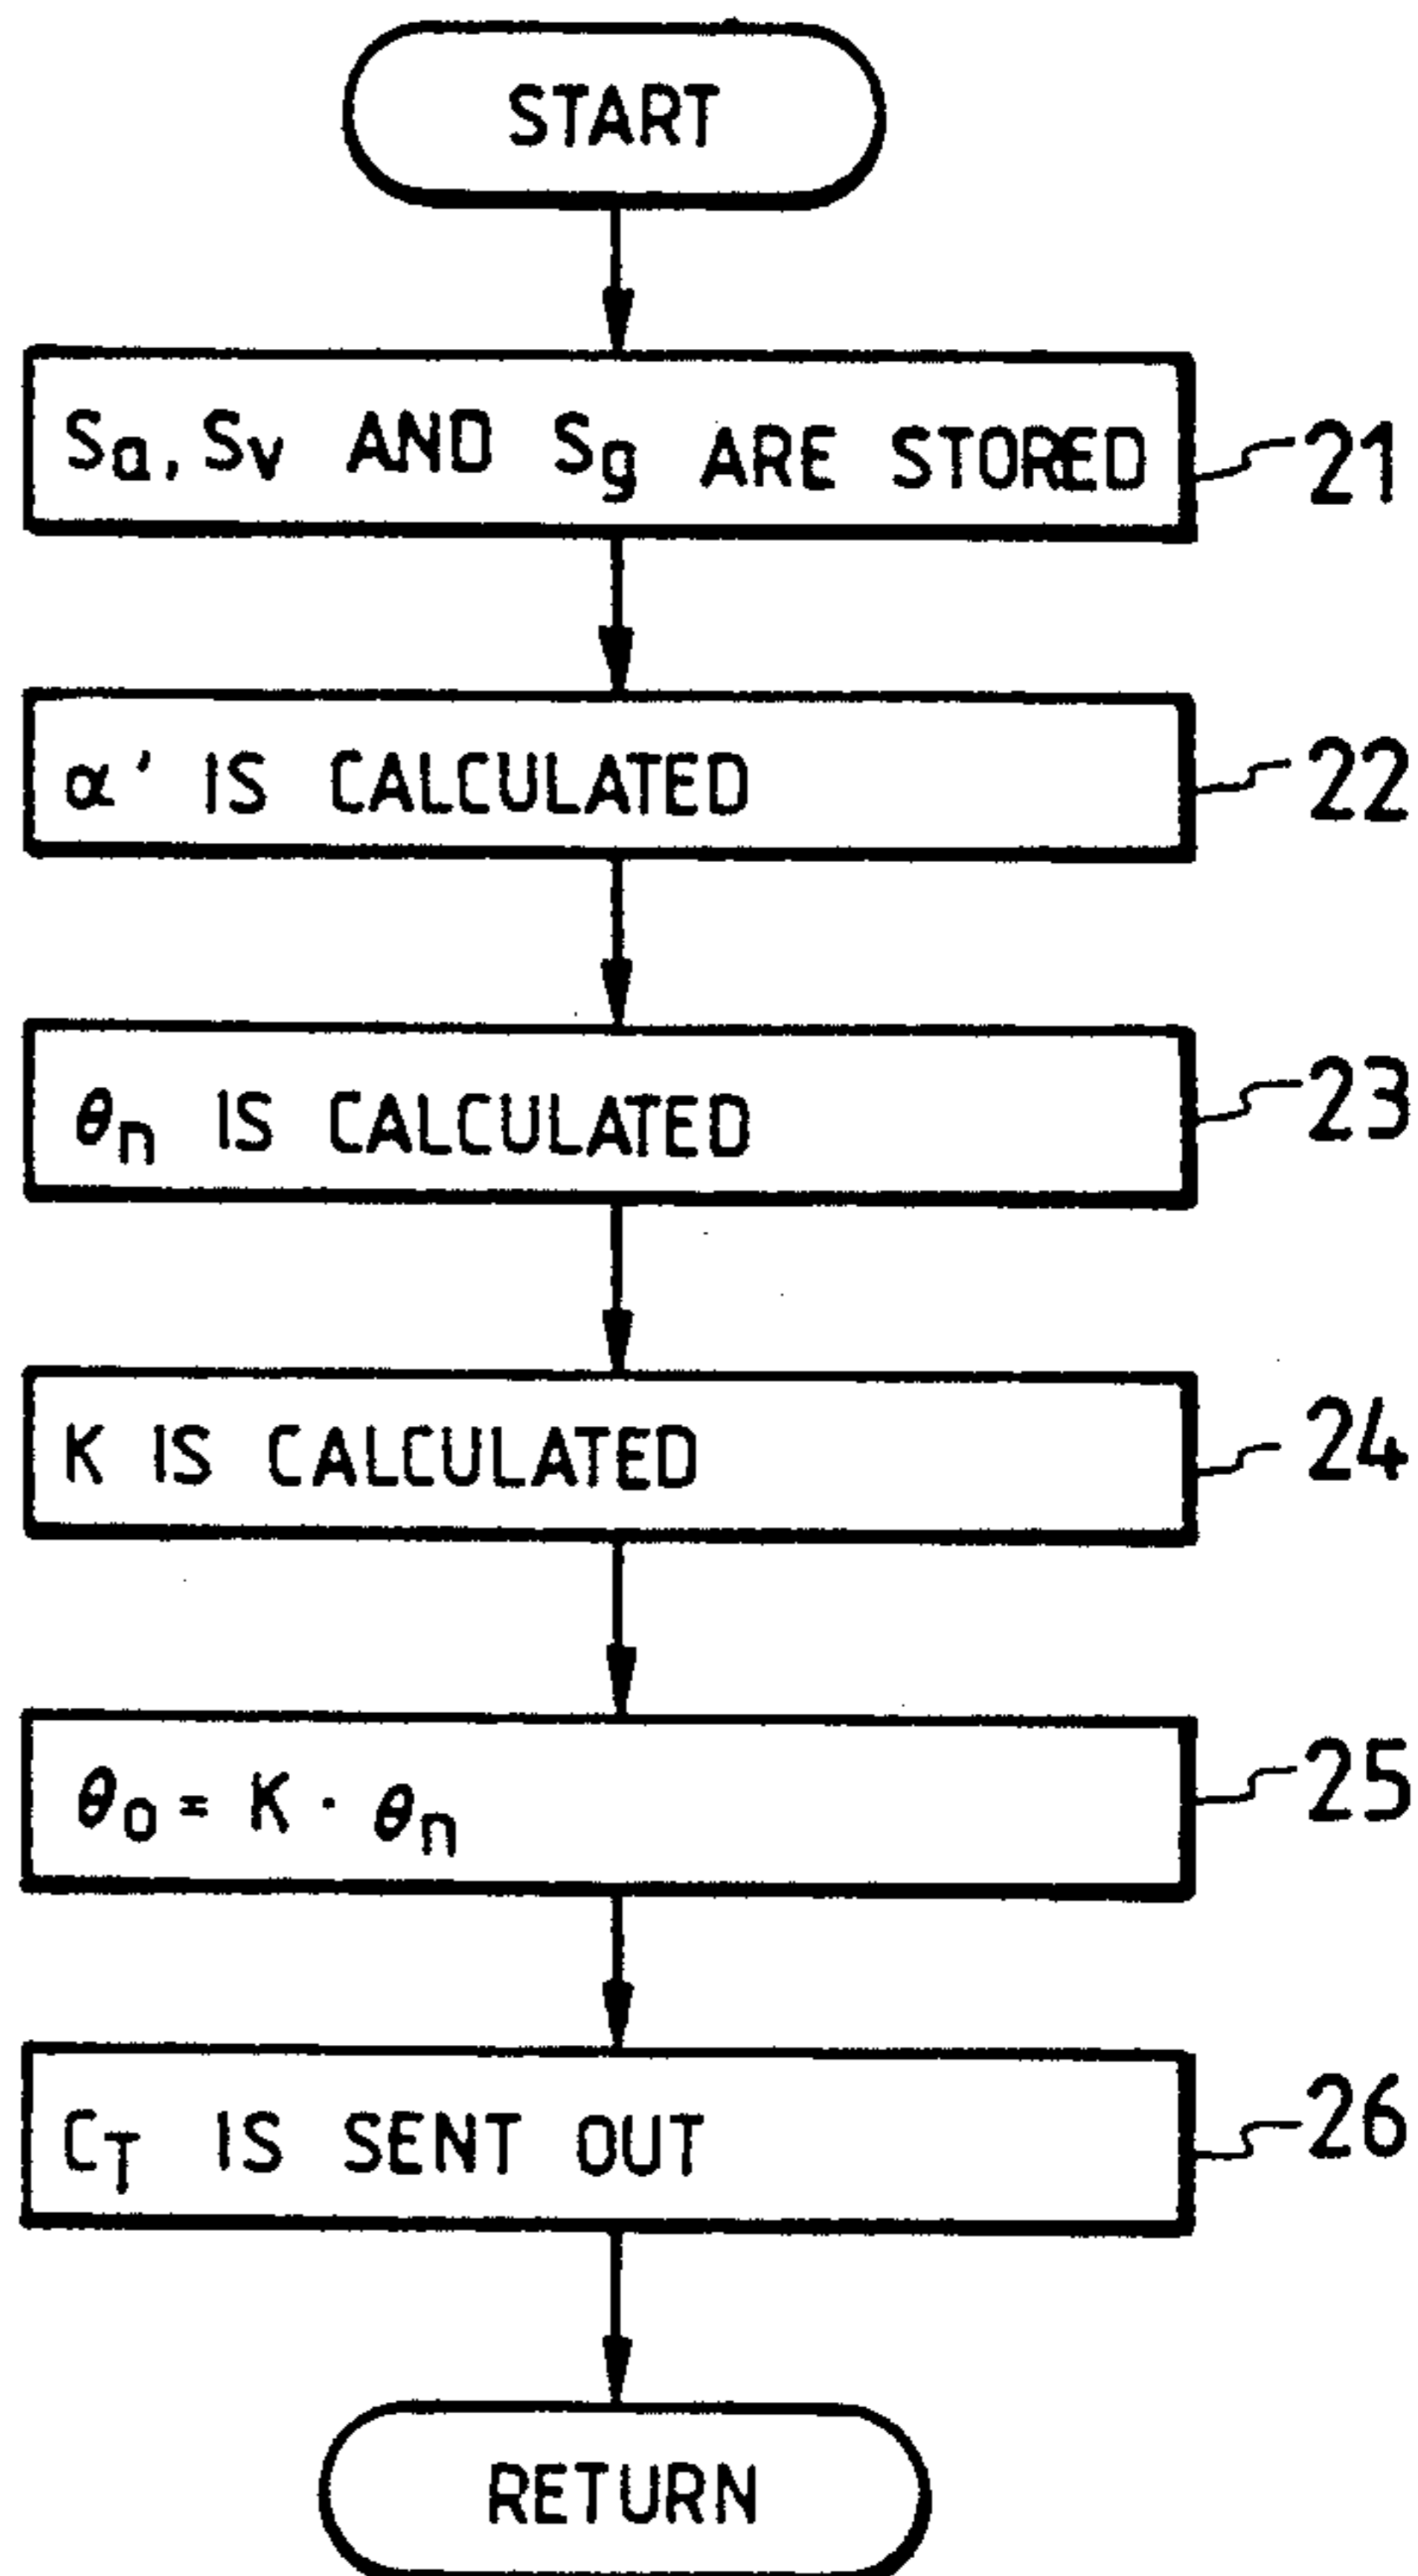 START
Sa, Sv AND Sg ARE STORED
21
α' IS CALCULATED
22
θn IS CALCULATED
23
K IS CALCULATED
24
θo = K · θn
25
CT IS SENT OUT
26
RETURN